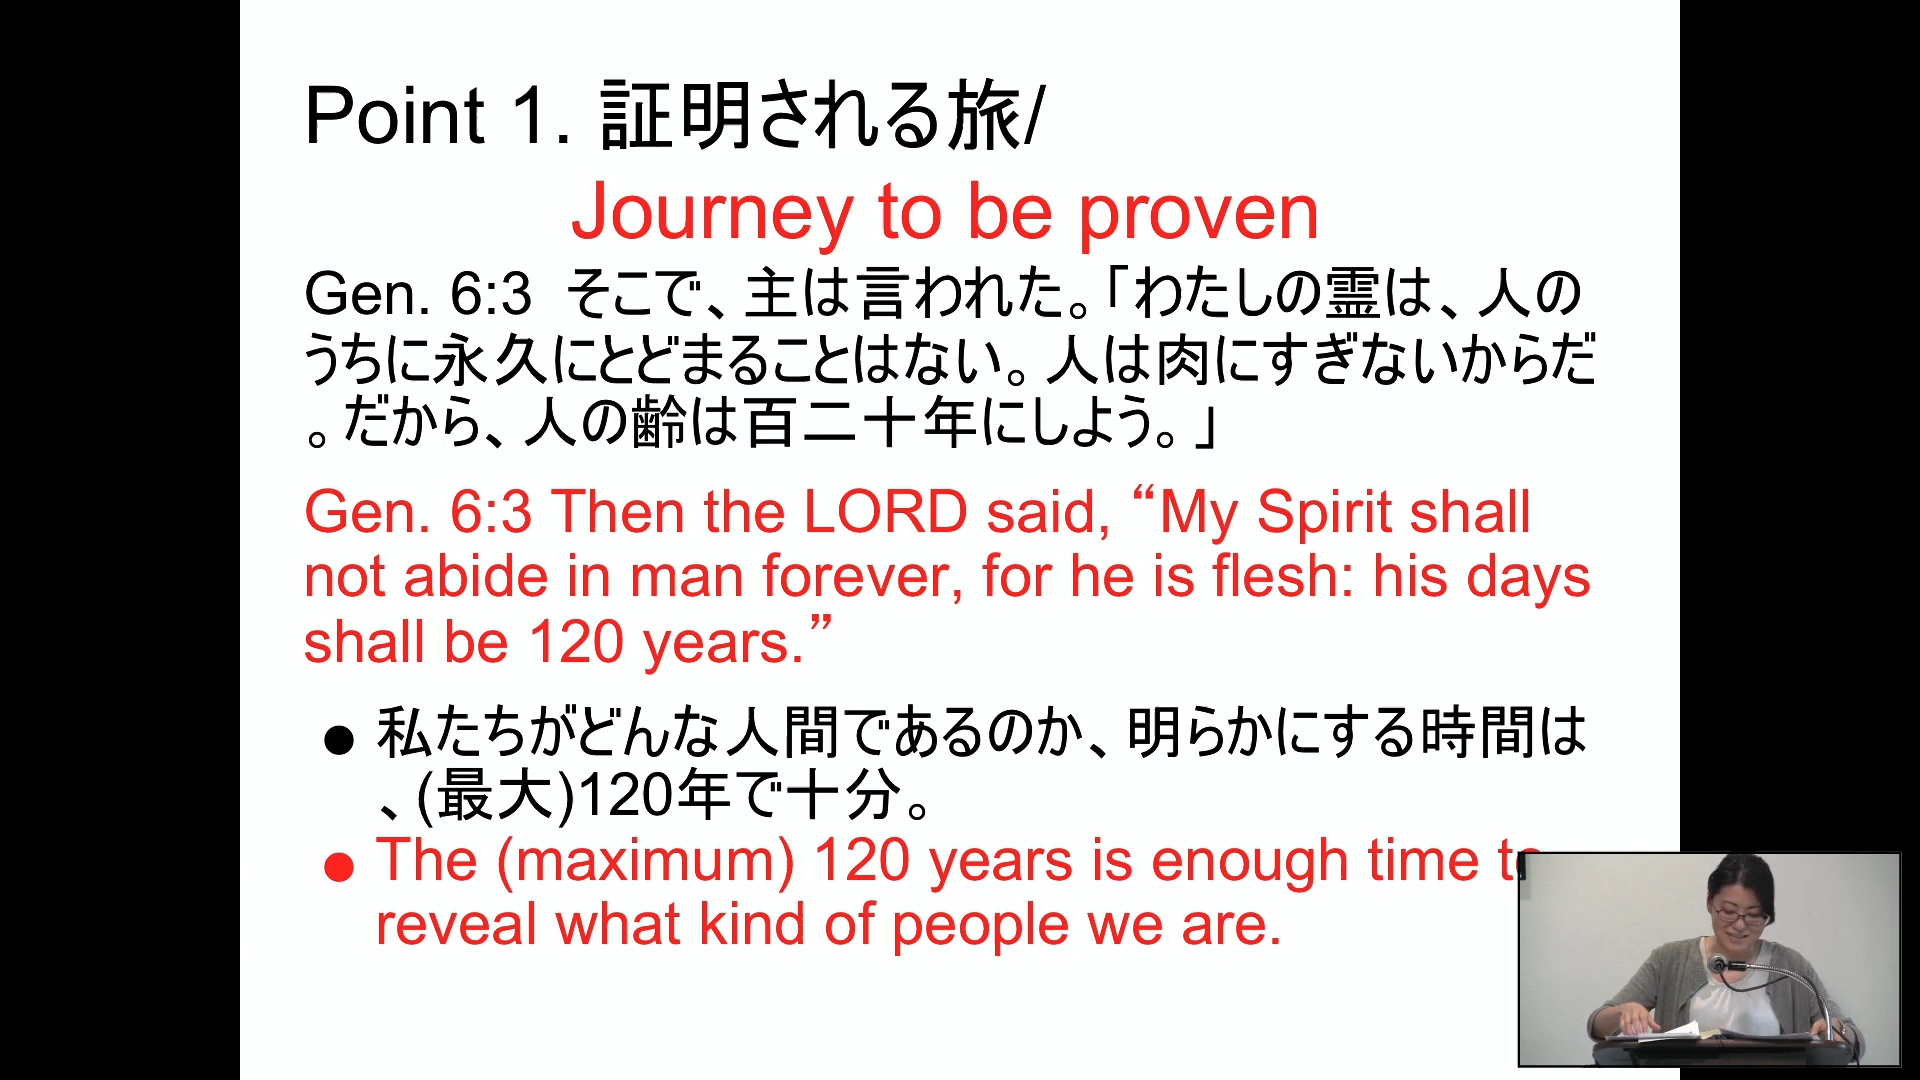 Point 1. 証明される旅/
Journey to be proven
Gen. 6:3 そこで、主は言われた。「わたしの霊は、人の
うちに永久にとどまることはない。人は肉にすぎないからだ
。だから、人の齢は百二十年にしよう。」
Gen. 6:3 Then the LORD said, “My Spirit shall
not abide in man forever, for he is flesh: his days
shall be 120 years.”
● 私たちがどんな人間であるのか、明らかにする時間は
、(最大)120年で十分。
● The (maximum) 120 years is enough time to
reveal what kind of people we are.